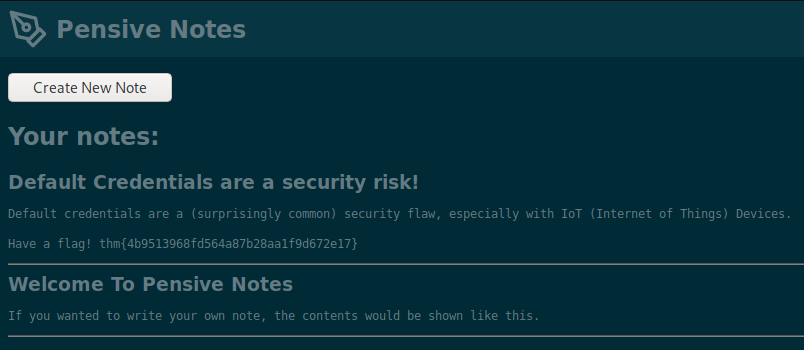 Pensive Notes
Create New Note
Your notes:
Default Credentials are a security risk!
Default credentials are a (surprisingly common) security flaw, especially with IoT (Internet of Things) Devices.
Have a flag! thm{4b9513968fd564a87b28aa1f9d672e17}
Welcome To Pensive Notes
If you wanted to write your own note, the contents would be shown like this.